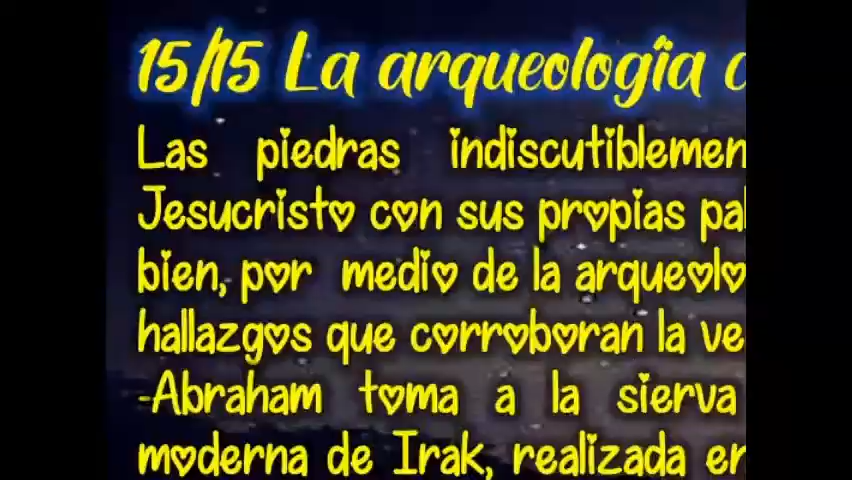 15/15 La arqueología c
Las piedras indiscutiblemen
Jesucristo con sus propias pal
bien, por medio de la arqueolo
hallazgos que corroboran la ve
-Abraham toma a la sierva
moderna de Irak, realizada en